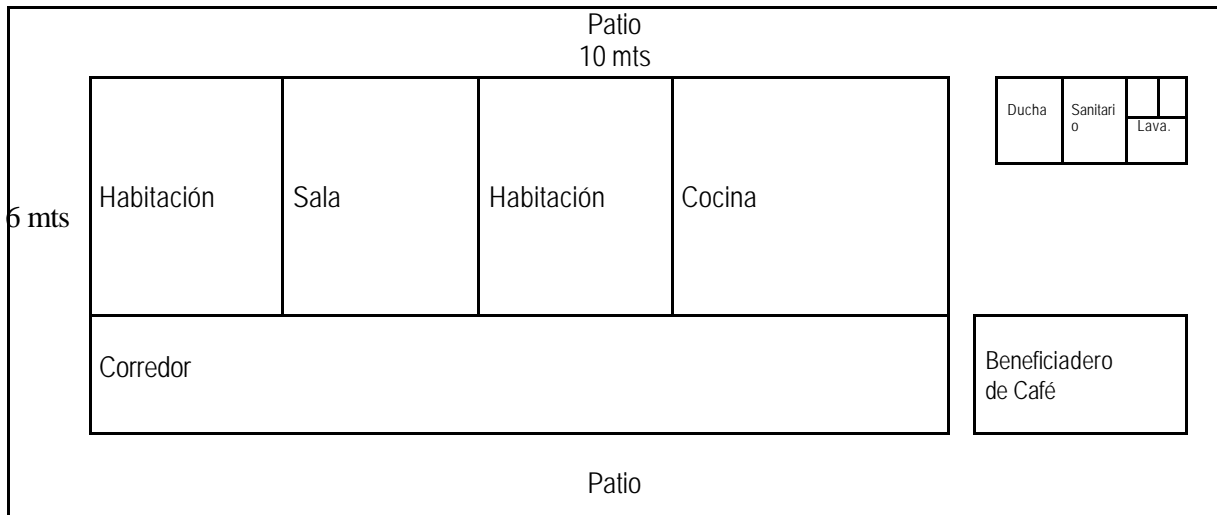 Patio
10 mts
Ducha
Sanitari
o
Lava.
Habitación
Sala
Habitación
Cocina
6 mts
Corredor
Beneficiadero
de Café
Patio